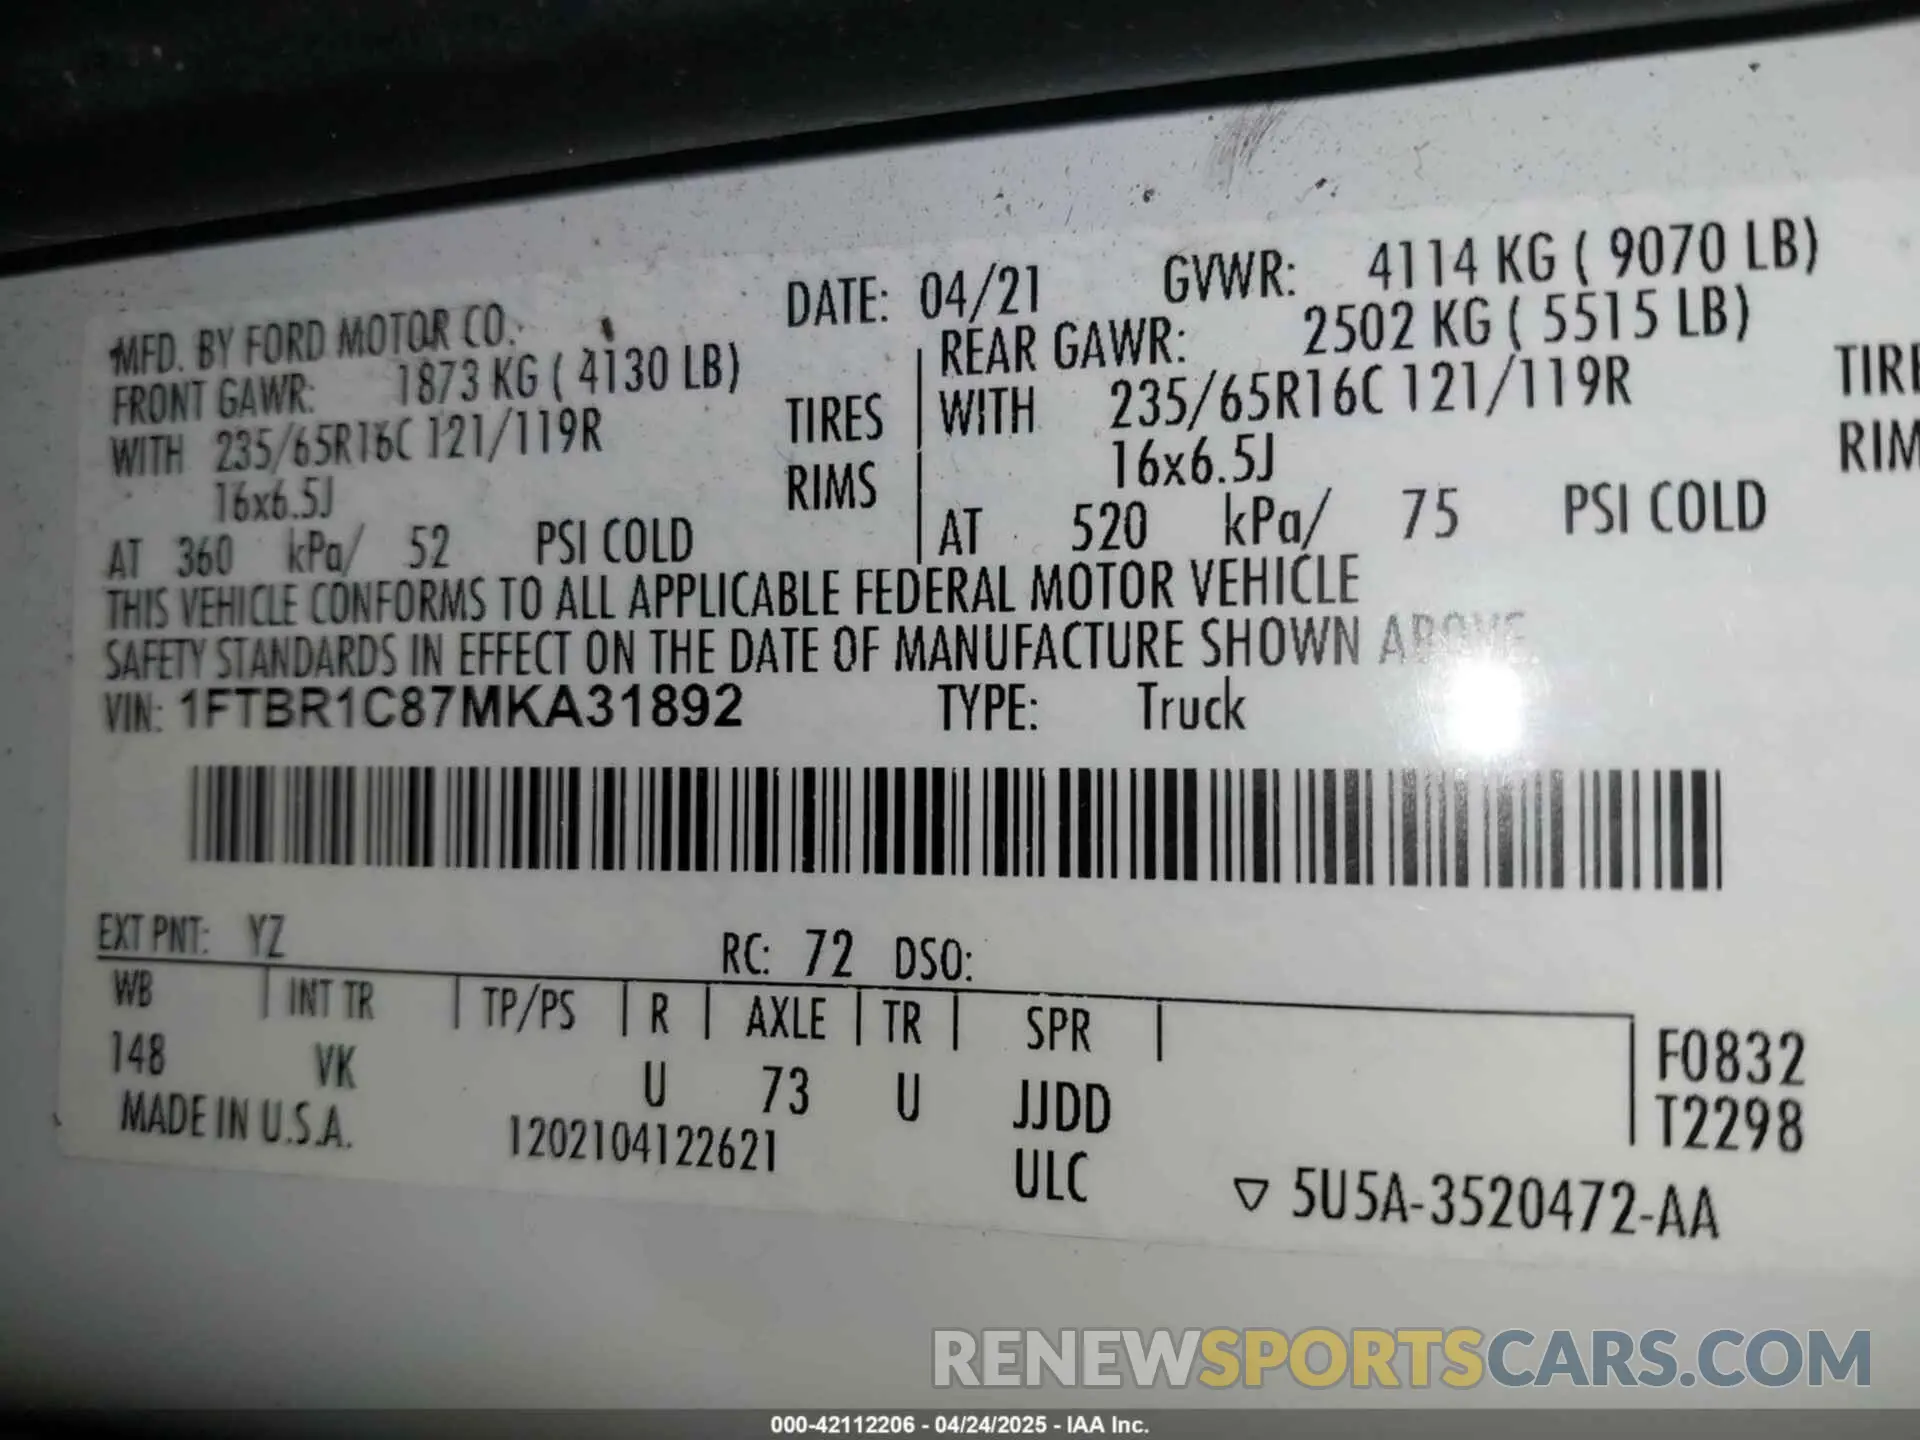 MFD. BY FORD MOTOR CO. DATE: 04/21 GVWR: 4114 KG ( 9070 LB)
FRONT GAWR: 1873 KG ( 4130 LB) REAR GAWR: 2502 KG ( 5515 LB)
WITH 235/65R16C 121/119R TIRES WITH 235/65R16C 121/119R TIRE
16x6.5J RIMS 16x6.5J RIM
AT 360 kPa/ 52 PSI COLD AT 520 kPa/ 75 PSI COLD
THIS VEHICLE CONFORMS TO ALL APPLICABLE FEDERAL MOTOR VEHICLE
SAFETY STANDARDS IN EFFECT ON THE DATE OF MANUFACTURE SHOWN ABOVE.
VIN: 1FTBR1C87MKA31892 TYPE: Truck
EXT PNT: YZ RC: 72 DSO:
WB INT TR TP/PS R AXLE TR SPR
148 VK U 73 U JJDD F0832
MADE IN U.S.A. 1202104122621 ULC T2298
▽ 5U5A-3520472-AA
RENEWSPORTSCARS.COM
000-42112206 - 04/24/2025 - IAA Inc.